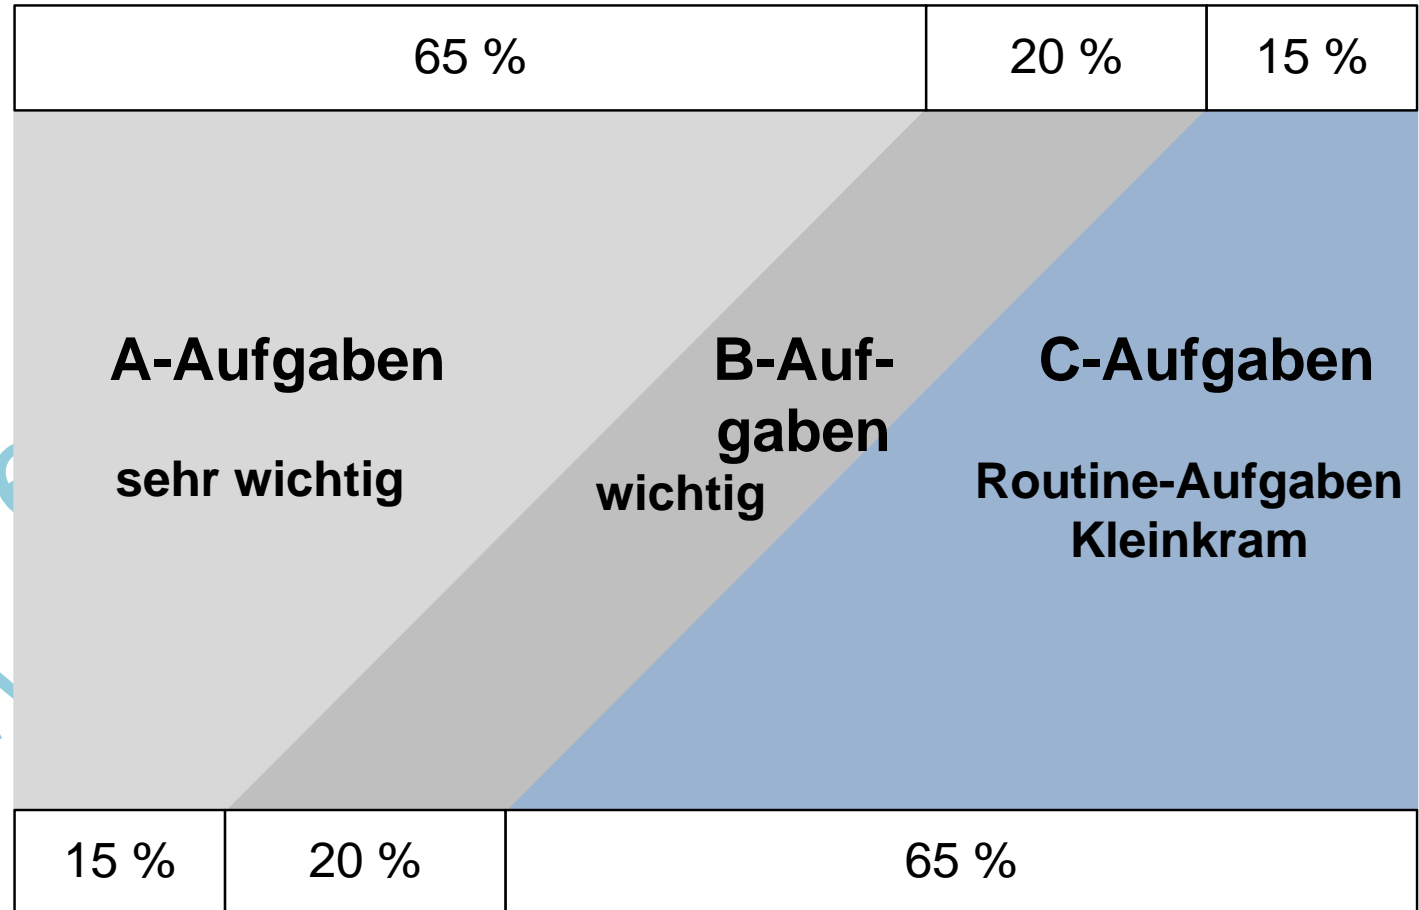 65 %
20 %
15 %
A-Aufgaben
sehr wichtig
B-Auf-
gaben
wichtig
C-Aufgaben
Routine-Aufgaben
Kleinkram
15 %
20 %
65 %